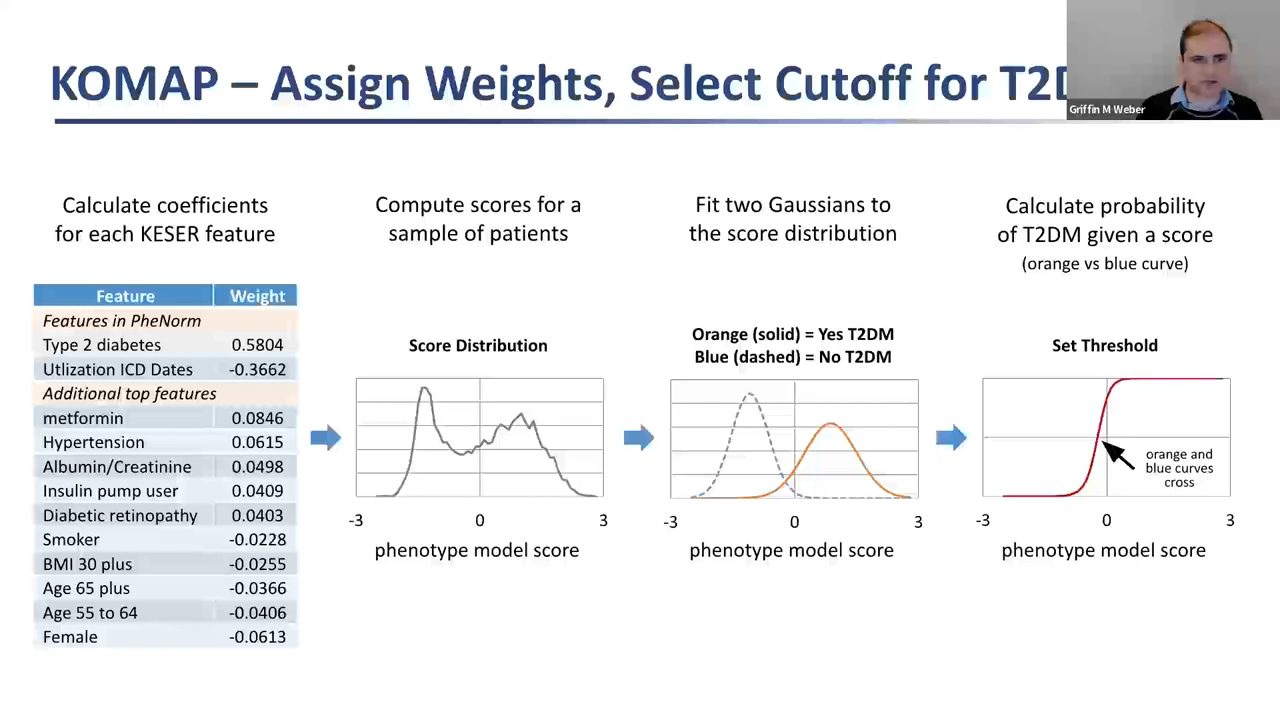 KOMAP – Assign Weights, Select Cutoff for T2D
Griffin M Weber
Calculate coefficients
for each KESER feature
Feature Weight
Features in PheNorm
Type 2 diabetes 0.5804
Utlization ICD Dates -0.3662
Additional top features
metformin 0.0846
Hypertension 0.0615
Albumin/Creatinine 0.0498
Insulin pump user 0.0409
Diabetic retinopathy 0.0403
Smoker -0.0228
BMI 30 plus -0.0255
Age 65 plus -0.0366
Age 55 to 64 -0.0406
Female -0.0613
Compute scores for a
sample of patients
Score Distribution
-3 0 3
phenotype model score
Fit two Gaussians to
the score distribution
Orange (solid) = Yes T2DM
Blue (dashed) = No T2DM
-3 0 3
phenotype model score
Calculate probability
of T2DM given a score
(orange vs blue curve)
Set Threshold
orange and
blue curves
cross
-3 0 3
phenotype model score